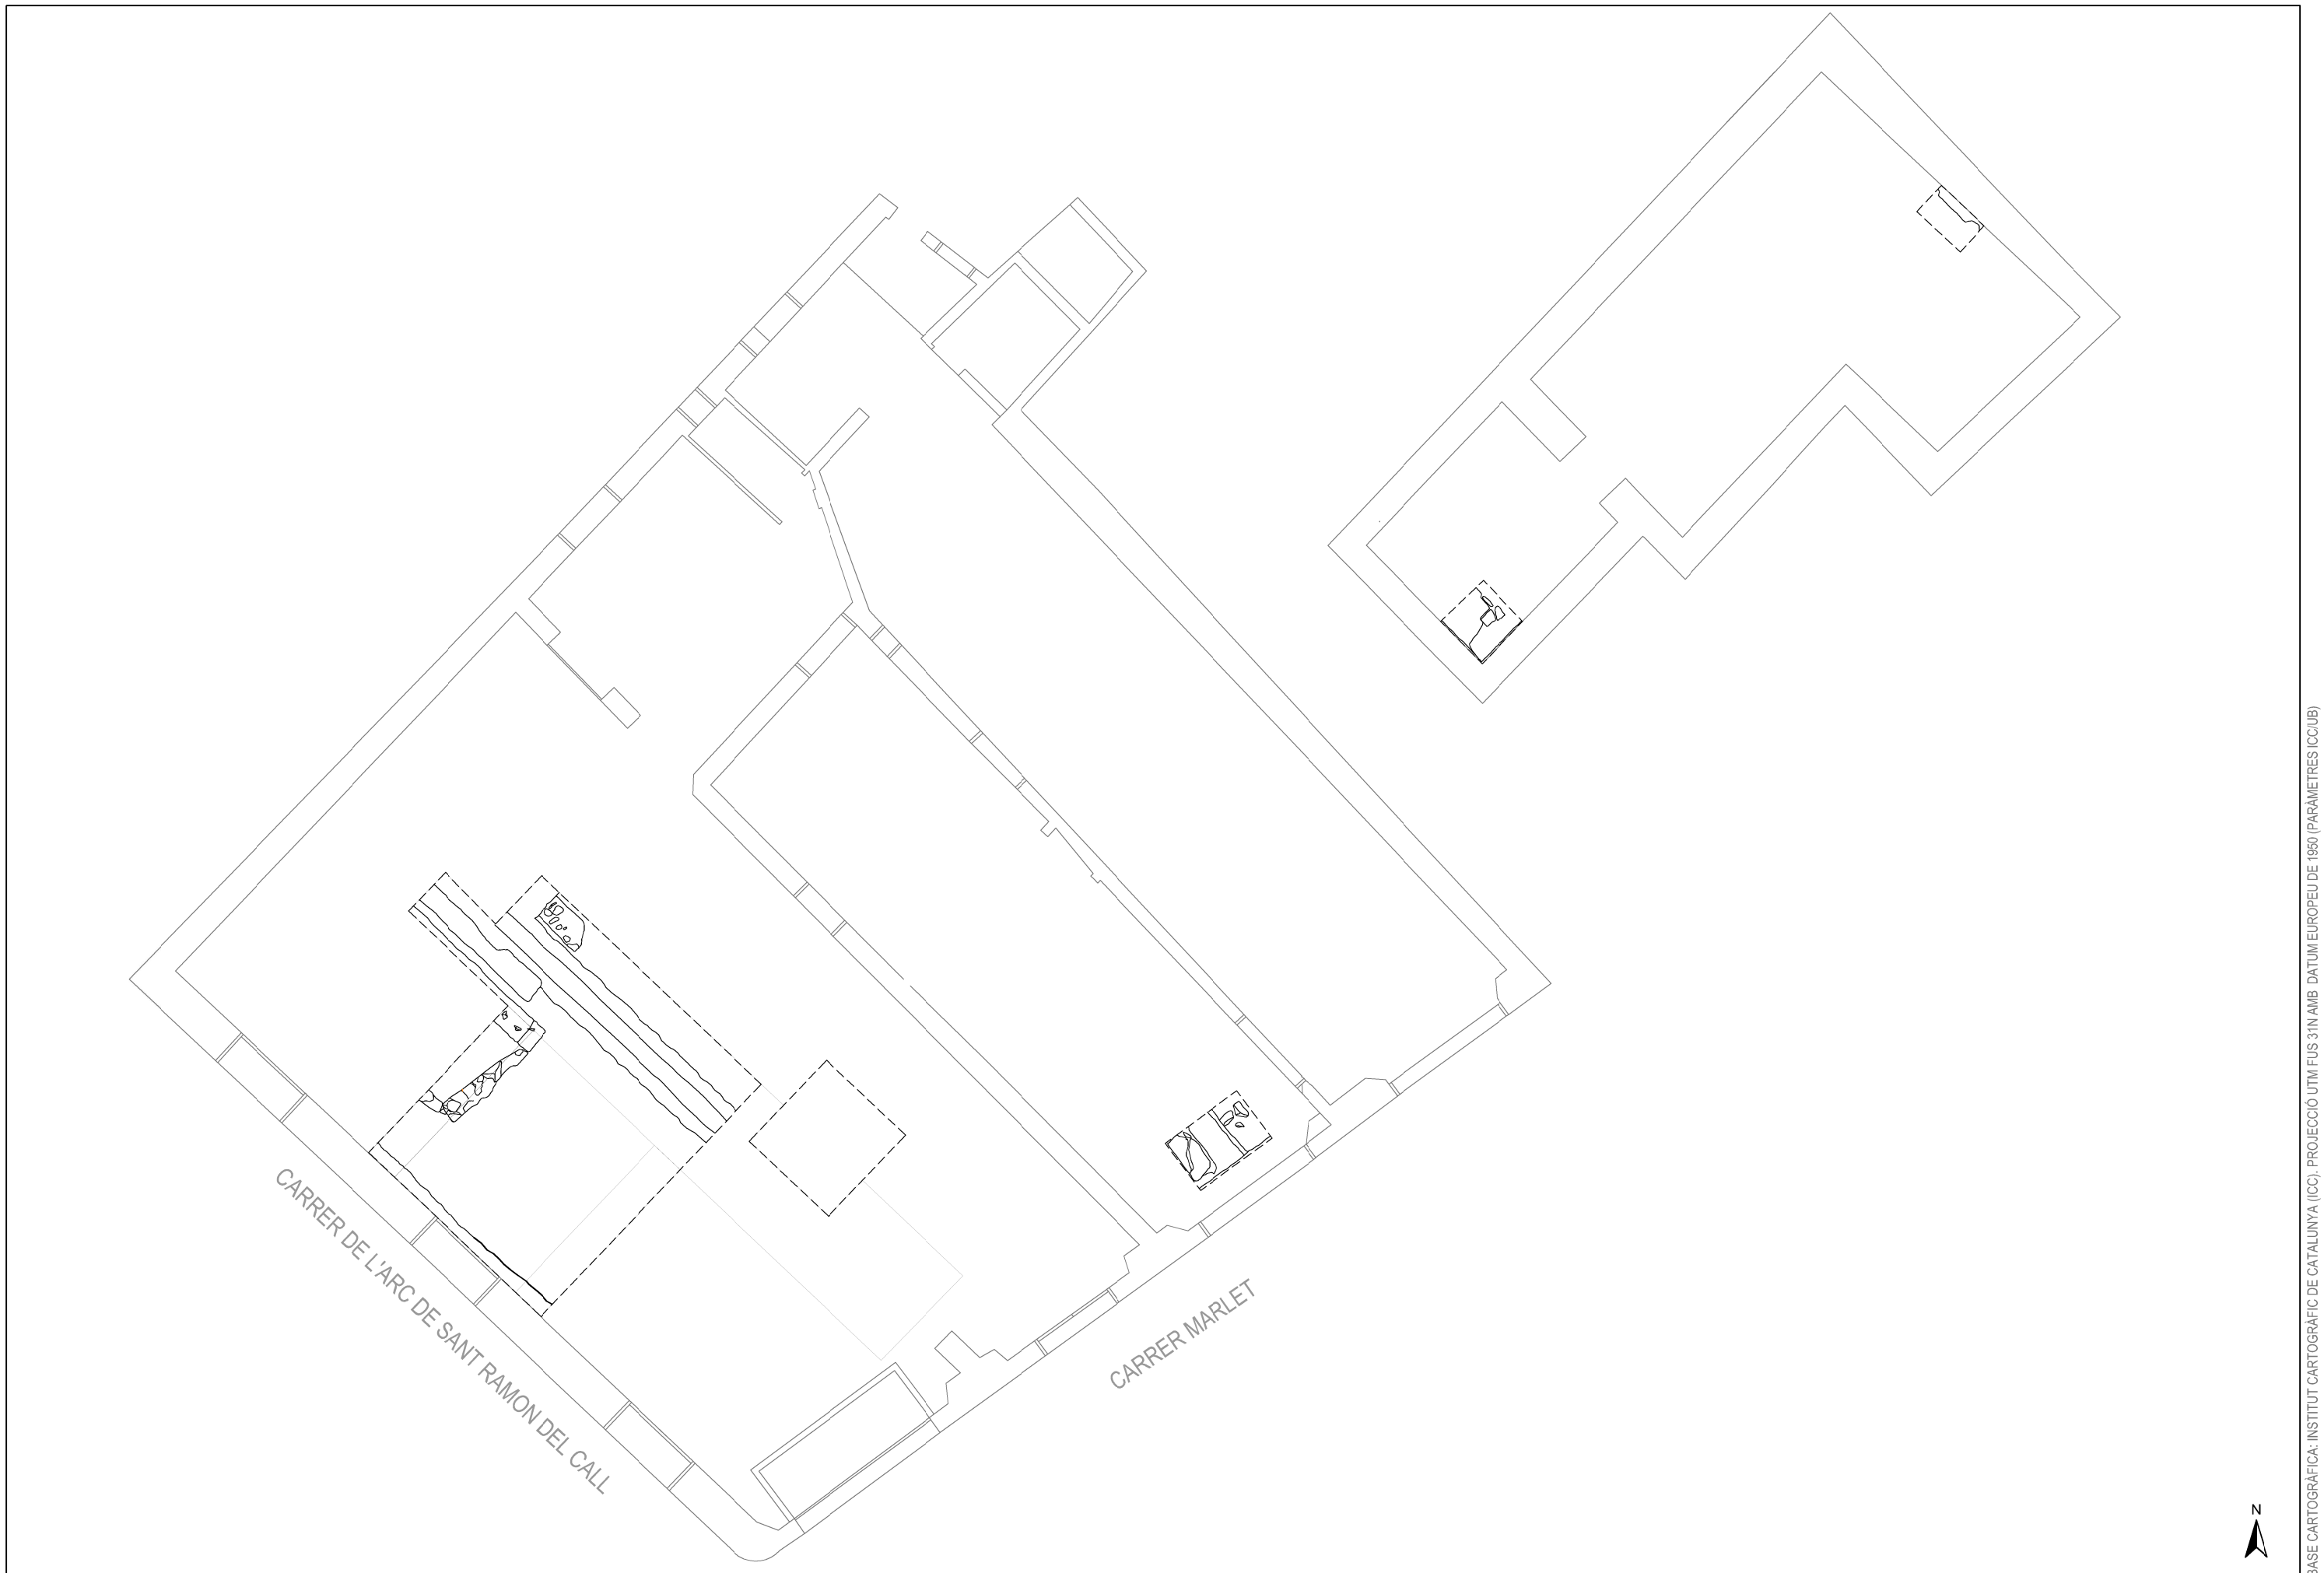 CARRER DE L'ARC DE SANT RAMON DEL CALL
CARRER MARLET
N
BASE CARTOGRÀFICA: INSTITUT CARTOGRÀFIC DE CATALUNYA (ICC). PROJECCIÓ UTM FUS 31N AMB DATUM EUROPEU DE 1950 (PARÀMETRES ICC/UB)